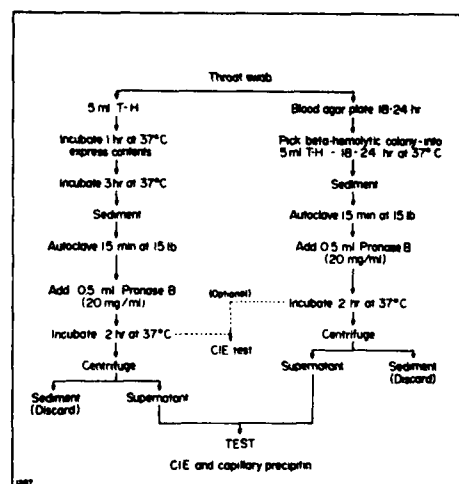 Throat swab
5 ml T-H
Incubate 1 hr at 37°C
express contents
Incubate 3 hr at 37°C
Sediment
Autoclave 15 min at 15 lb
Add 0.5 ml Pronase B
(20 mg/ml)
Incubate 2 hr at 37°C
Centrifuge
Sediment
(Discard)
Supernatant
Blood agar plate 18-24 hr
Pick beta-hemolytic colony-into
5 ml T-H - 18-24 hr at 37°C
Sediment
Autoclave 15 min at 15 lb
Add 0.5 ml Pronase B
(20 mg/ml)
Incubate 2 hr at 37°C
Centrifuge
Supernatant
Sediment
(Discard)
(Optional)
CIE test
TEST
CIE and capillary precipitin